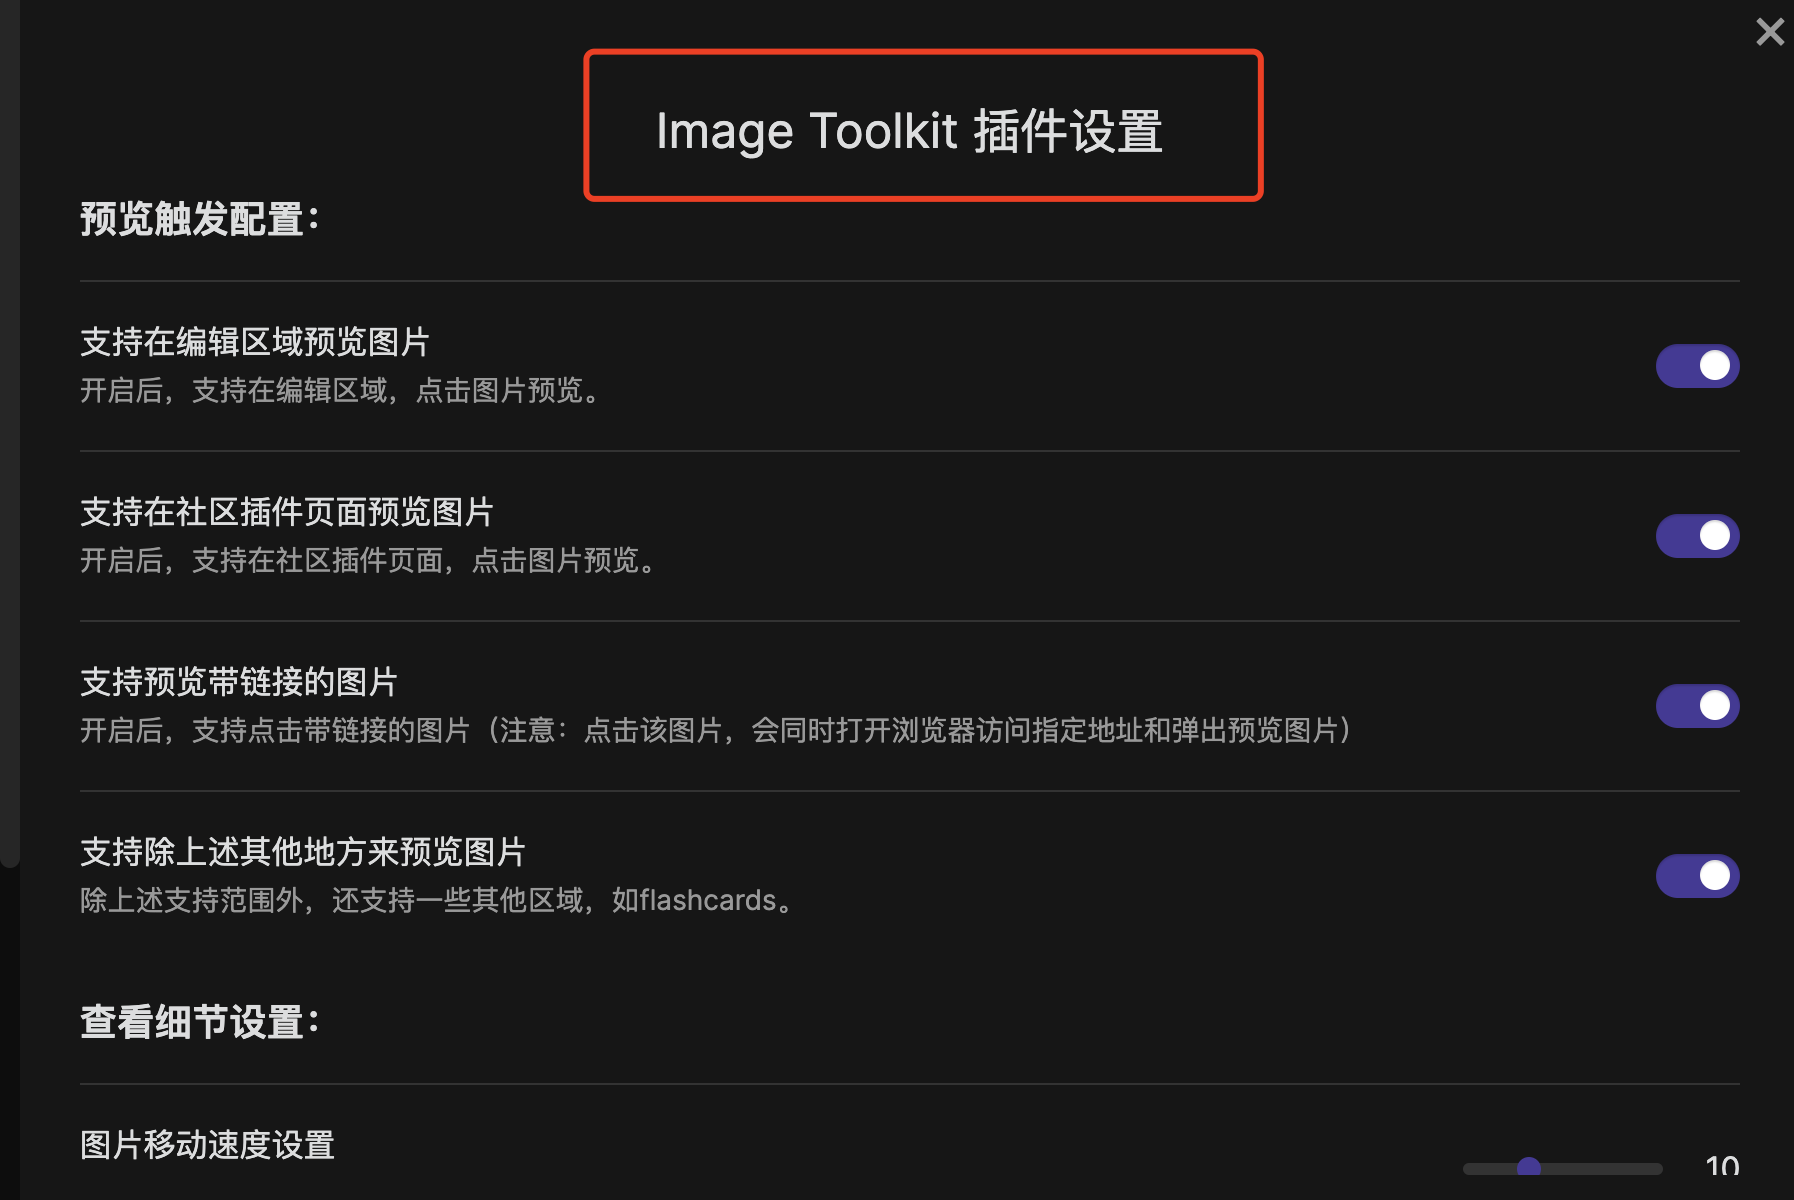 Image Toolkit 插件设置
预览触发配置：
支持在编辑区域预览图片
开启后，支持在编辑区域，点击图片预览。
支持在社区插件页面预览图片
开启后，支持在社区插件页面，点击图片预览。
支持预览带链接的图片
开启后，支持点击带链接的图片（注意：点击该图片，会同时打开浏览器访问指定地址和弹出预览图片）
支持除上述其他地方来预览图片
除上述支持范围外，还支持一些其他区域，如flashcards。
查看细节设置：
图片移动速度设置
10